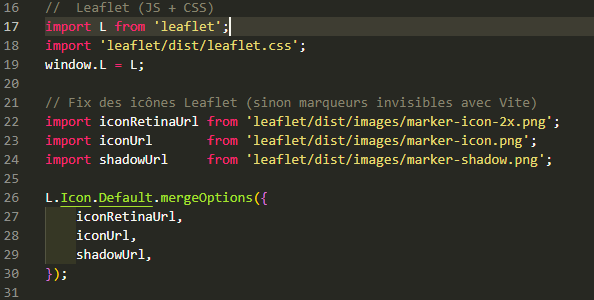 16 //  Leaflet (JS + CSS)
17 import L from 'leaflet';
18 import 'leaflet/dist/leaflet.css';
19 window.L = L;
20
21 // Fix des icônes Leaflet (sinon marqueurs invisibles avec Vite)
22 import iconRetinaUrl from 'leaflet/dist/images/marker-icon-2x.png';
23 import iconUrl       from 'leaflet/dist/images/marker-icon.png';
24 import shadowUrl     from 'leaflet/dist/images/marker-shadow.png';
25
26 L.Icon.Default.mergeOptions({
27     iconRetinaUrl,
28     iconUrl,
29     shadowUrl,
30 });
31